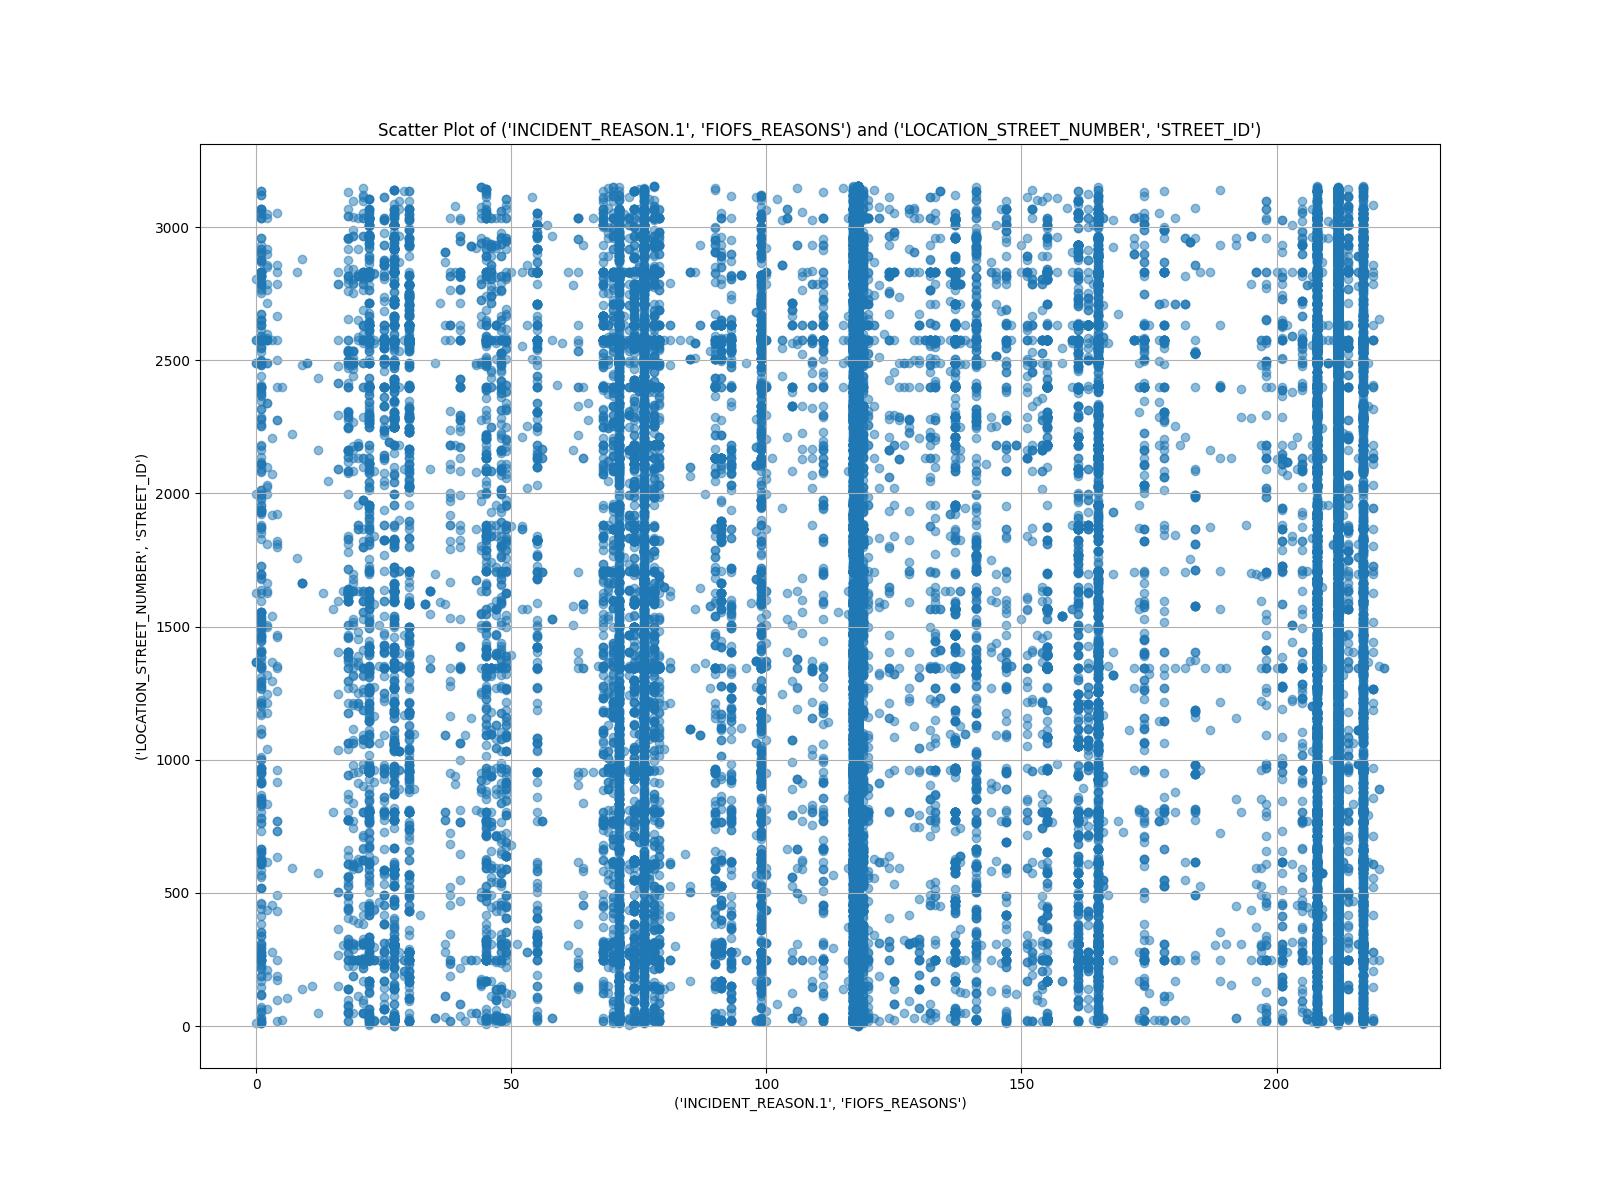 Scatter Plot of ('INCIDENT_REASON.1', 'FIOFS_REASONS') and ('LOCATION_STREET_NUMBER', 'STREET_ID')
('LOCATION_STREET_NUMBER', 'STREET_ID')
3000
2500
2000
1500
1000
500
0
0 50 100 150 200
('INCIDENT_REASON.1', 'FIOFS_REASONS')